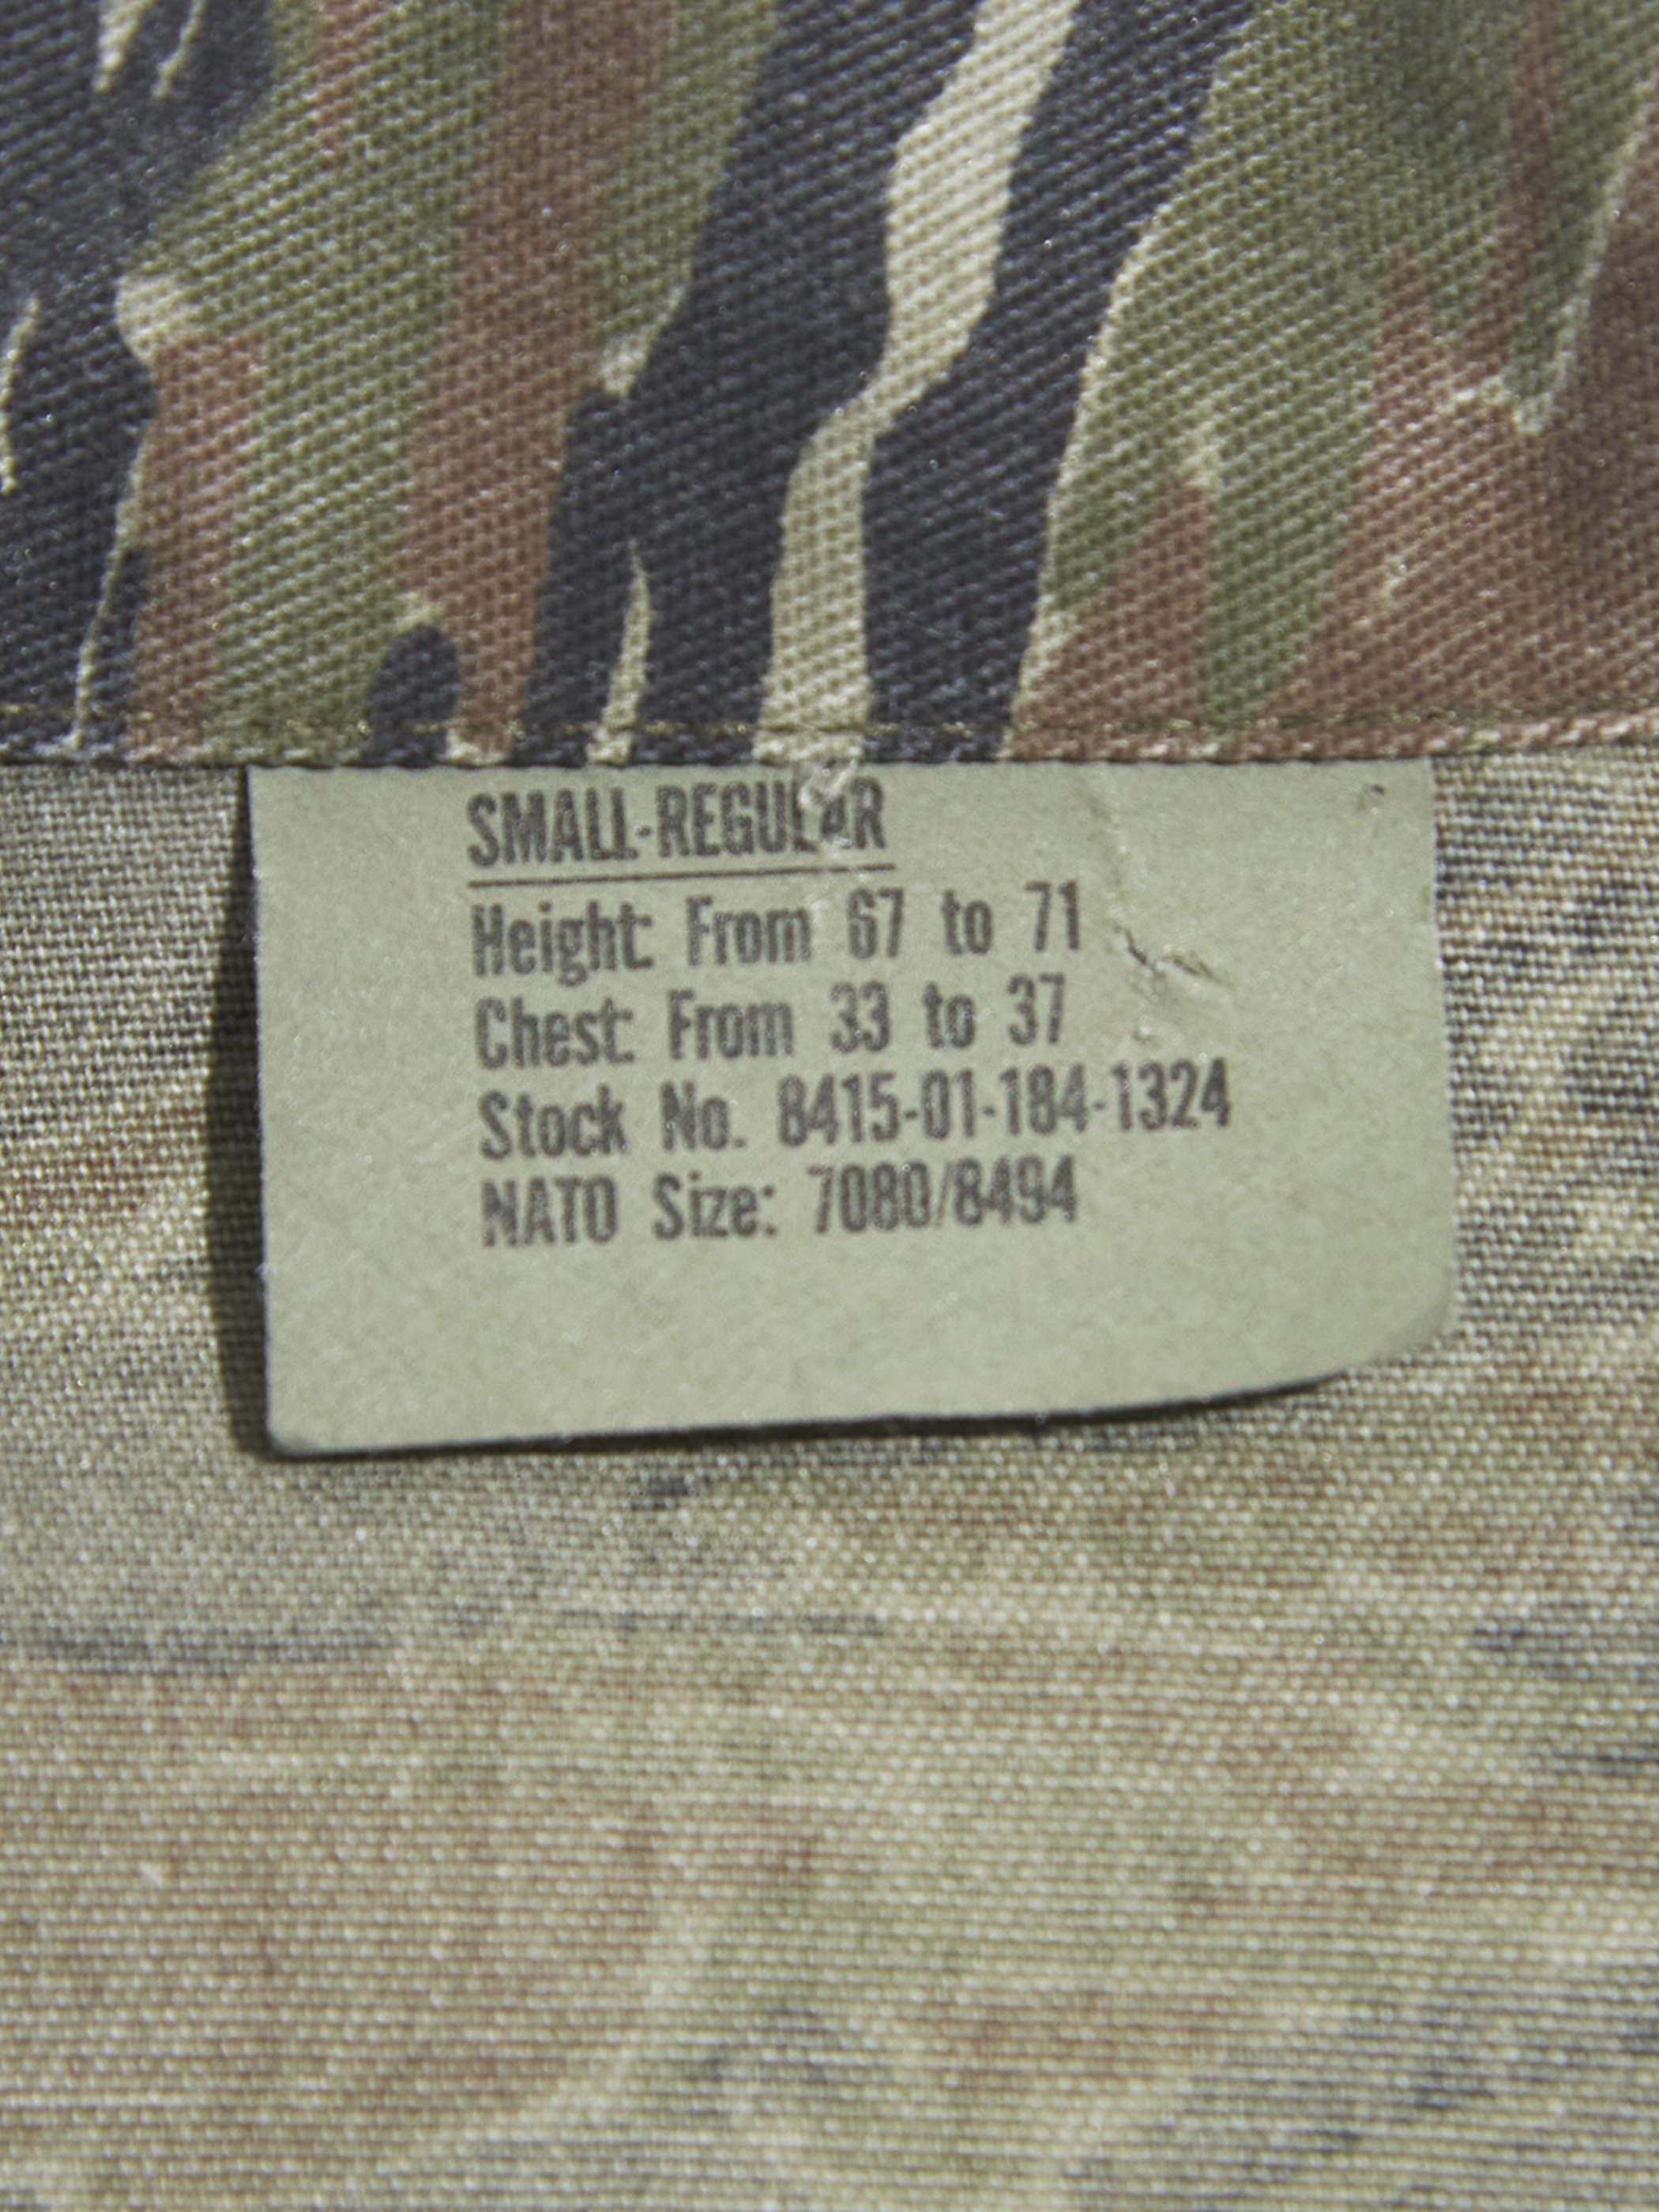 SMALL-REGULAR
Height: From 67 to 71
Chest: From 33 to 37
Stock No. 8415-01-184-1324
NATO Size: 7080/8494